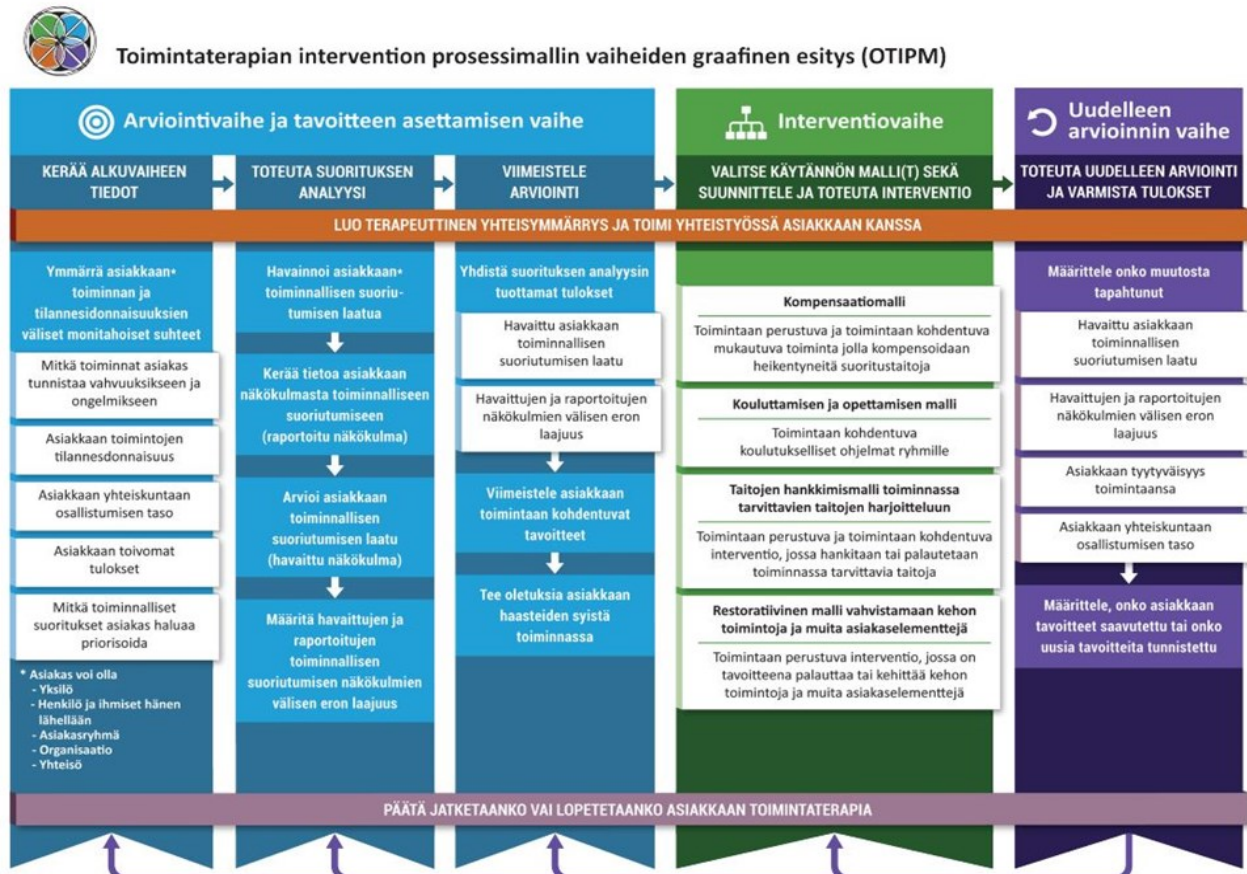 Toimintaterapian intervention prosessimallin vaiheiden graafinen esitys (OTIPM)
Arviointivaihe ja tavoitteen asettamisen vaihe
KERÄÄ ALKUVAIHEEN
TIEDOT
TOTEUTA SUORITUKSEN
ANALYYSI
VIIMEISTELE
ARVIOINTI
Interventiovaihe
VALITSE KÄYTÄNNÖN MALLI(T) SEKÄ
SUUNNITTELE JA TOTEUTA INTERVENTIO
Uudelleen
arvioinnin vaihe
TOTEUTA UUDELLEEN ARVIOINTI
JA VARMISTA TULOKSET
LUO TERAPEUTTINEN YHTEISYMMÄRRYS JA TOIMI YHTEISTYÖSSÄ ASIAKKAAN KANSSA
Ymmärrä asiakkaan*
toiminnan ja
tilannesidonnaisuuksien
väliset monitahoiset suhteet
Mitkä toiminnat asiakas
tunnistaa vahvuuksikseen ja
ongelmikseen
Asiakkaan toimintojen
tilannesdonnaisuus
Asiakkaan yhteiskuntaan
osallistumisen taso
Asiakkaan toivomat
tulokset
Mitkä toiminnalliset
suoritukset asiakas haluaa
priorisoida
* Asiakas voi olla
- Yksilö
- Henkilö ja ihmiset hänen
lähellään
- Asiakasryhmä
- Organisaatio
- Yhteisö
Havainnoi asiakkaan*
toiminnallisen suoriu-
tumisen laatua
Kerää tietoa asiakkaan
näkökulmasta toiminnalliseen
suoriutumiseen
(raportoitu näkökulma)
Arvioi asiakkaan
toiminnallisen
suoriutumisen laatu
(havaittu näkökulma)
Määritä havaittujen ja
raportoitujen
toiminnallisen
suoriutumisen näkökulmien
välisen eron laajuus
Yhdistä suorituksen analyysin
tuottamat tulokset
Havaittu asiakkaan
toiminnallisen
suoriutumisen laatu
Havaittujen ja raportoitujen
näkökulmien välisen eron
laajuus
Viimeistele asiakkaan
toimintaan kohdentuvat
tavoitteet
Tee oletuksia asiakkaan
haasteiden syistä
toiminnassa
Kompensaatiomalli
Toimintaan perustuva ja toimintaan kohdentuva
mukautuva toiminta jolla kompensoidaan
heikentyneitä suoritustaitoja
Kouluttamisen ja opettamisen malli
Toimintaan kohdentuva
koulutukselliset ohjelmat ryhmille
Taitojen hankkimismalli toiminnassa
tarvittavien taitojen harjoitteluun
Toimintaan perustuva ja toimintaan kohdentuva
interventio, jossa hankitaan tai palautetaan
toiminnassa tarvittavia taitoja
Restoratiivinen malli vahvistamaan kehon
toimintoja ja muita asiakaselementtejä
Toimintaan perustuva interventio, jossa on
tavoitteena palauttaa tai kehittää kehon
toimintoja ja muita asiakaselementtejä
Määrittele onko muutosta
tapahtunut
Havaittu asiakkaan
toiminnallisen
suoriutumisen laatu
Havaittujen ja raportoitujen
näkökulmien välisen eron
laajuus
Asiakkaan tyytyväisyys
toimintaansa
Asiakkaan yhteiskuntaan
osallistumisen taso
Määrittele, onko asiakkaan
tavoitteet saavutettu tai onko
uusia tavoitteita tunnistettu
PÄÄTÄ JATKETAANKO VAI LOPETETAANKO ASIAKKAAN TOIMINTATERAPIA